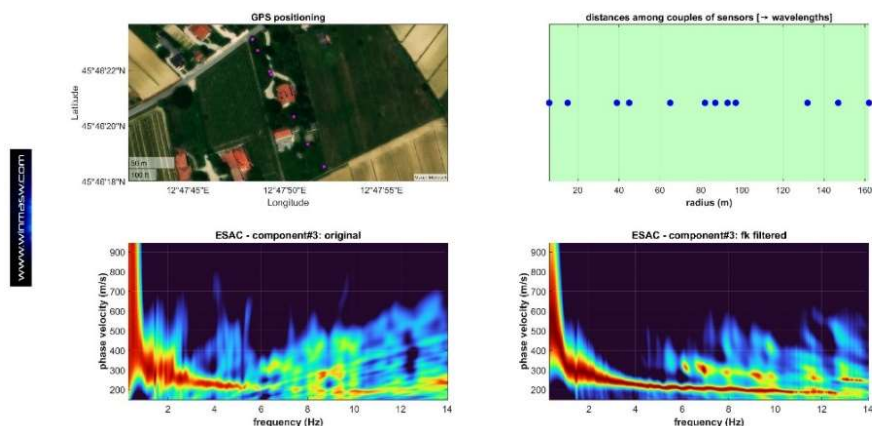 GPS positioning
45°46'22"N
45°46'20"N
45°46'18"N
Latitude
50 m
100 ft
12°47'45"E
12°47'50"E
12°47'55"E
Longitude
distances among couples of sensors [→ wavelengths]
20
40
60
80
100
120
140
160
radius (m)
www.winmasw.com
ESAC - component#3: original
900
800
700
600
500
400
300
200
phase velocity (m/s)
2
4
6
8
10
12
14
frequency (Hz)
ESAC - component#3: fk filtered
900
800
700
600
500
400
300
200
phase velocity (m/s)
2
4
6
8
10
12
14
frequency (Hz)